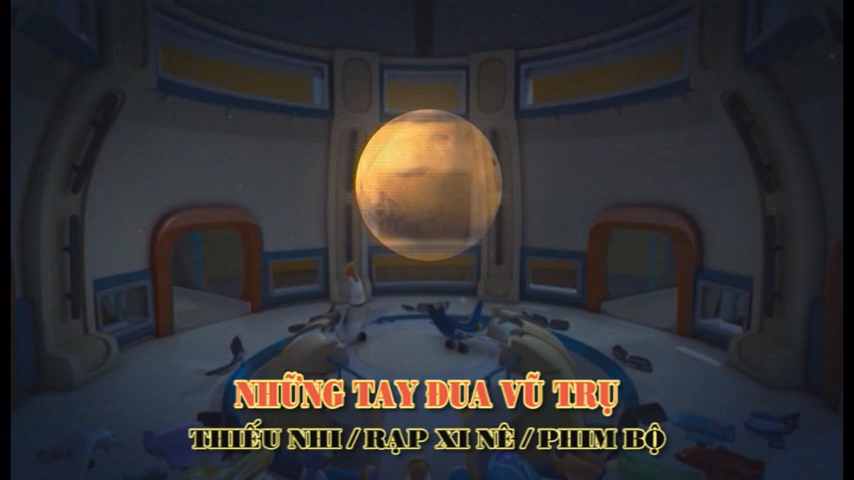 NHỮNG TAY ĐUA VŨ TRỤ
THIẾU NHI / RẠP XI NÊ / PHIM BỘ